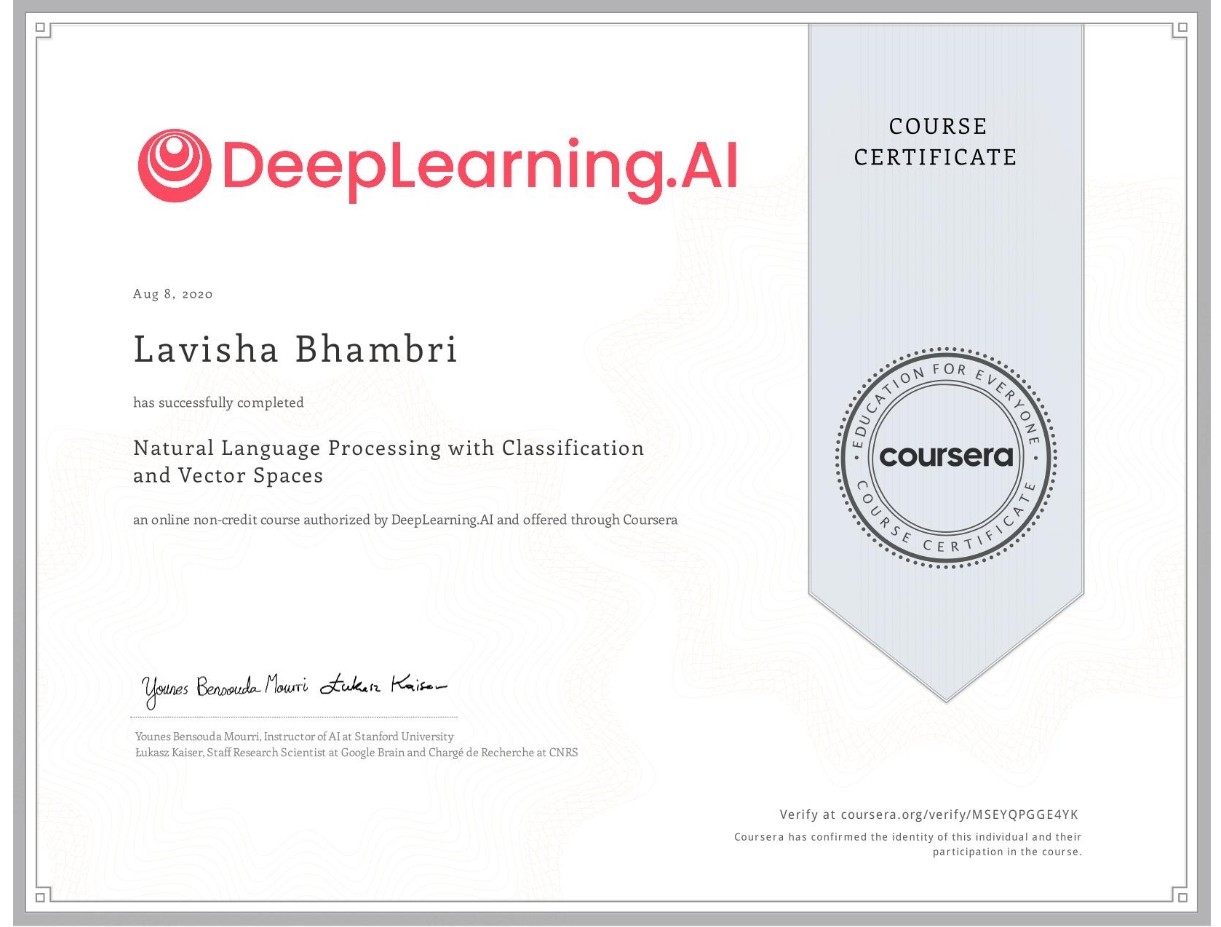 DeepLearning.AI
COURSE
CERTIFICATE
Aug 8, 2020
Lavisha Bhambri
has successfully completed
Natural Language Processing with Classification
and Vector Spaces
an online non-credit course authorized by DeepLearning.AI and offered through Coursera
EDUCATION FOR EVERYONE
coursera
COURSE CERTIFICATE
Younes Bensouda Mourri Łukasz Kaiser
Younes Bensouda Mourri, Instructor of AI at Stanford University
Łukasz Kaiser, Staff Research Scientist at Google Brain and Chargé de Recherche at CNRS
Verify at coursera.org/verify/MSEYQPGGE4YK
Coursera has confirmed the identity of this individual and their
participation in the course.